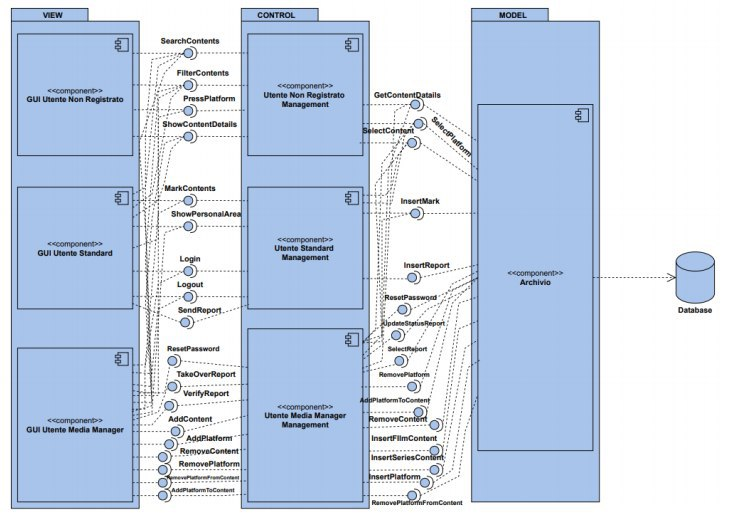 VIEW
CONTROL
MODEL
<<component>>
GUI Utente Non Registrato
SearchContents
FilterContents
PressPlatform
ShowContentDetails
<<component>>
Utente Non Registrato
Management
GetContentDatails
SelectPlatform
SelectContent
<<component>>
GUI Utente Standard
MarkContents
ShowPersonalArea
Login
Logout
SendReport
<<component>>
Utente Standard
Management
InsertMark
InsertReport
ResetPassword
UpdateStatusReport
SelectReport
RemovePlatform
AddPlatformToContent
RemoveContent
InsertFIlmContent
InsertSeriesContent
InsertPlatform
RemovePlatformFromContent
<<component>>
GUI Utente Media Manager
ResetPassword
TakeOverReport
VerifyReport
AddContent
AddPlatform
RemoveContent
RemovePlatform
RemovePlatformFromContent
AddPlatformToContent
<<component>>
Utente Media Manager
Management
<<component>>
Archivio
Database